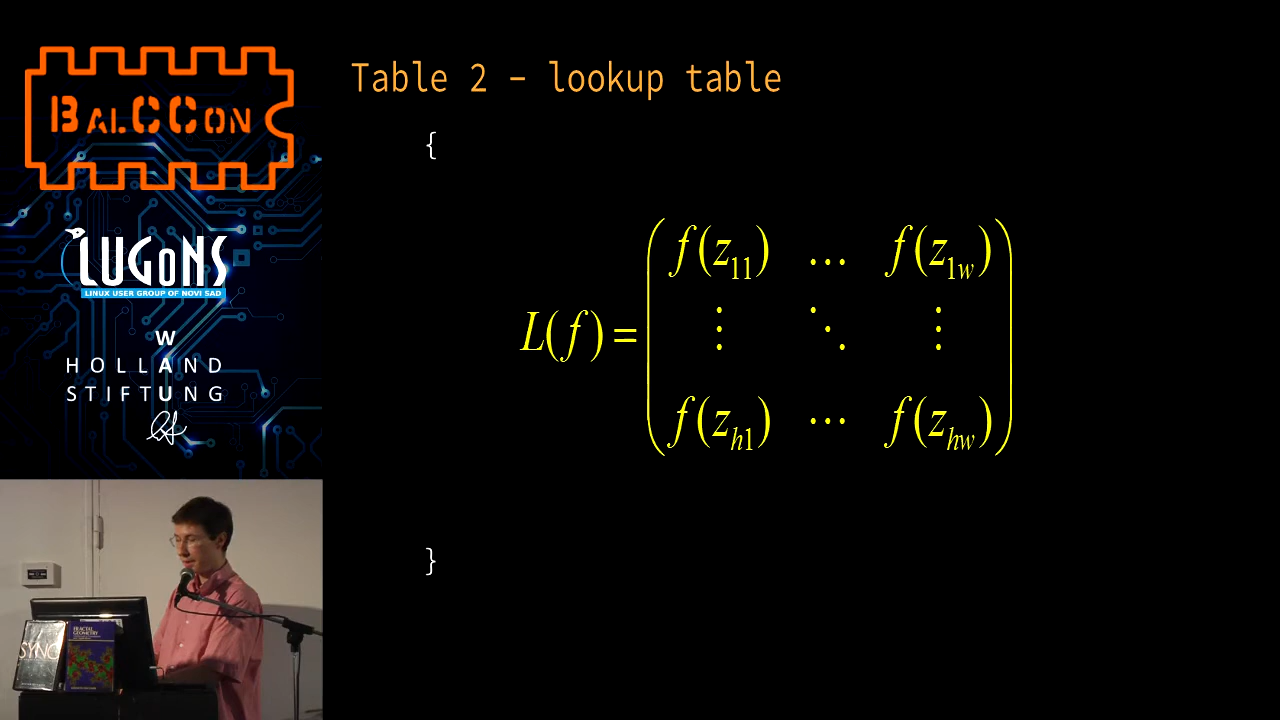 BALCCON
LUGONS
LINUX USER GROUP OF NOVI SAD
W
HOLLAND
STIFTUNG
Table 2 – lookup table
{
L(f) = ( f(z₁₁) … f(z₁w)
⋮ ⋱ ⋮
f(zₕ₁) … f(zₕw) )
}
SYNC
FRACTAL
GEOMETRY